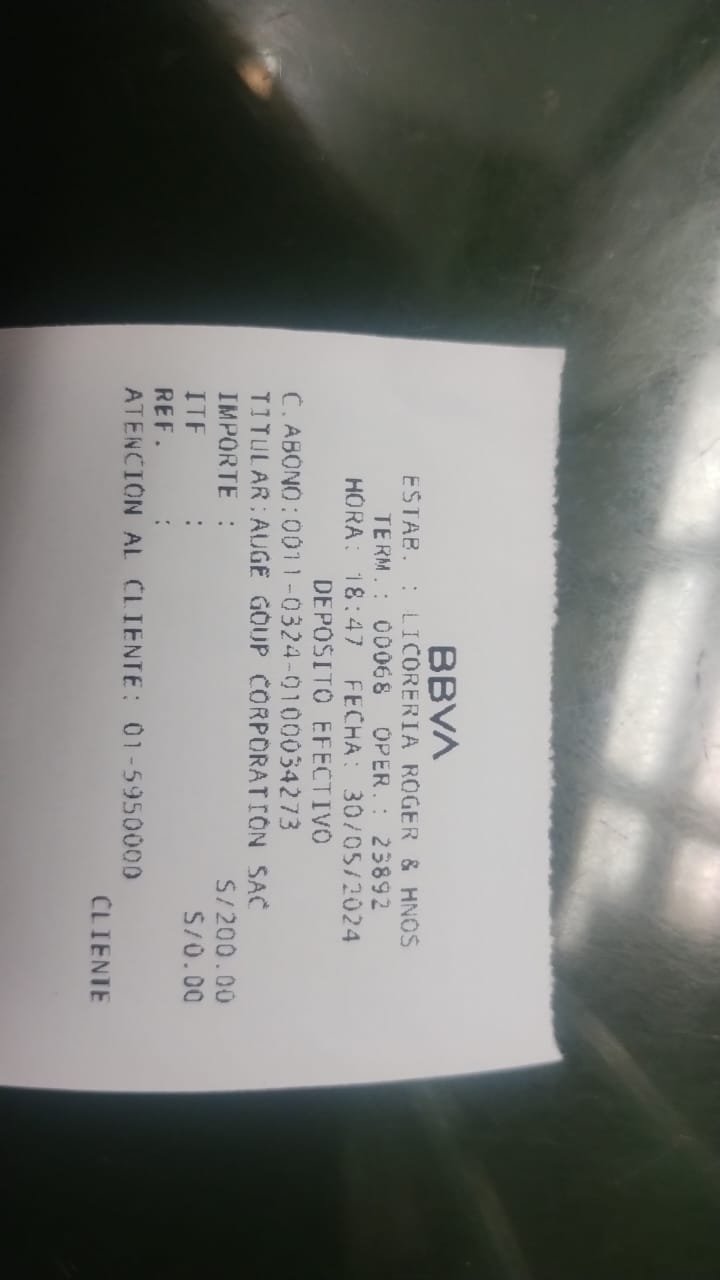 BBVA
ESTAB. : LICORERIA ROGER & HNOS
TERM.: 00068 OPER.: 23892
HORA: 18:47 FECHA: 30/05/2024
DEPOSITO EFECTIVO
C.ABONO:0011-0324-0100034273
TITULAR:AUGE GOUP CORPORATION SAC
IMPORTE : S/200.00
ITF : S/0.00
REF. :
ATENCION AL CLIENTE: 01-5950000
CLIENTE